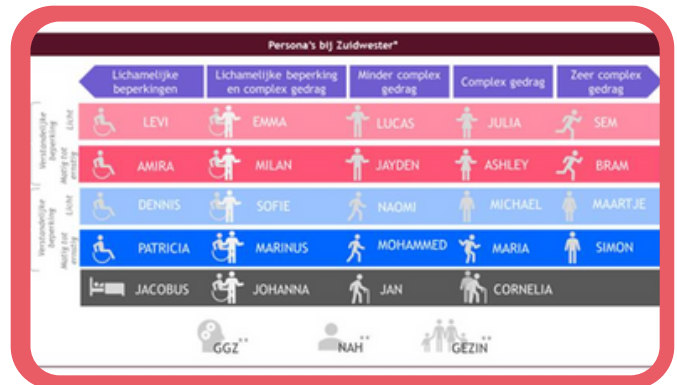 Persona's bij Zuidwester*
Lichamelijke
beperkingen
Lichamelijke beperking
en complex gedrag
Minder complex
gedrag
Complex gedrag
Zeer complex
gedrag
Verstandelijke
beperking
Licht
LEVI EMMA LUCAS JULIA SEM
Matig tot
ernstig
AMIRA MILAN JAYDEN ASHLEY BRAM
Verstandelijke
beperking
Licht
DENNIS SOFIE NAOMI MICHAEL MAARTJE
Matig tot
ernstig
PATRICIA MARINUS MOHAMMED MARIA SIMON
JACOBUS JOHANNA JAN CORNELIA
GGZ** NAH** GEZIN**